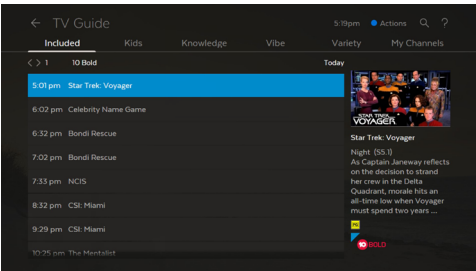 ← TV Guide
5:19pm Actions ?
Included Kids Knowledge Vibe Variety My Channels
< > 1 10 Bold Today
5:01 pm Star Trek: Voyager
6:02 pm Celebrity Name Game
6:32 pm Bondi Rescue
7:02 pm Bondi Rescue
7:33 pm NCIS
8:32 pm CSI: Miami
9:29 pm CSI: Miami
10:25 pm The Mentalist
STAR TREK
VOYAGER
Star Trek: Voyager
Night (S5.1)
As Captain Janeway reflects
on the decision to strand
her crew in the Delta
Quadrant, morale hits an
all-time low when Voyager
must spend two years ...
PG
10 BOLD